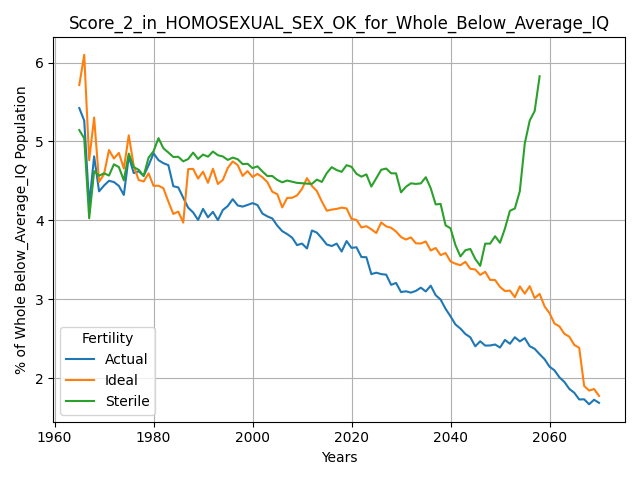 Score_2_in_HOMOSEXUAL_SEX_OK_for_Whole_Below_Average_IQ
% of Whole Below_Average_IQ Population
6
5
4
3
2
Fertility
Actual
Ideal
Sterile
1960
1980
2000
2020
2040
2060
Years